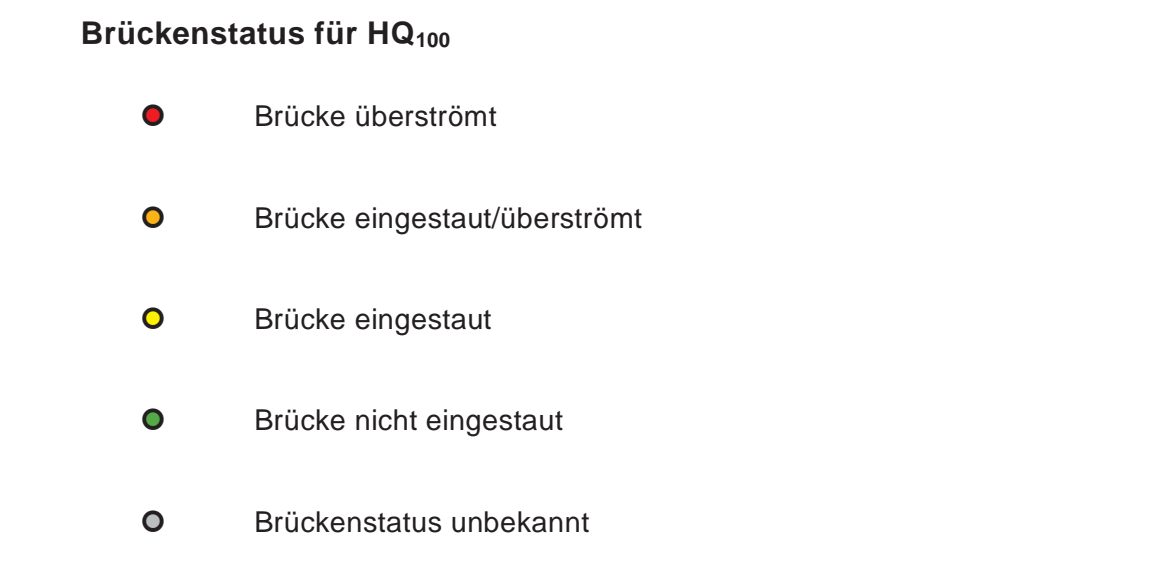 Brückenstatus für HQ100
Brücke überströmt
Brücke eingestaut/überströmt
Brücke eingestaut
Brücke nicht eingestaut
Brückenstatus unbekannt